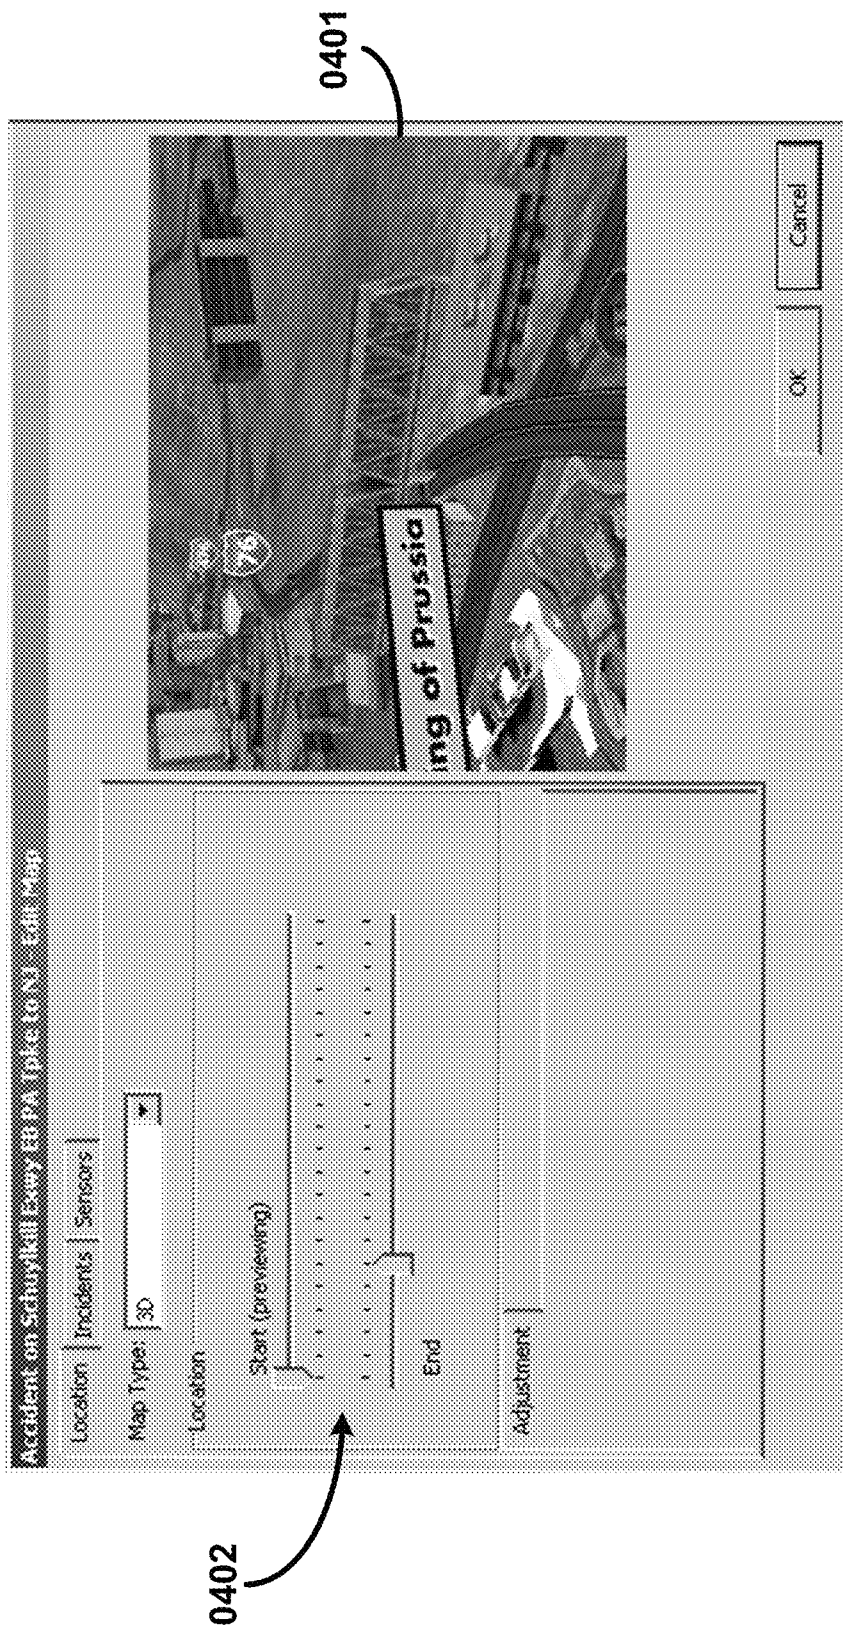 0401
0402
Accident on Schuylkill Expwy EB PA Tpke to NJ - Edit Map
Location Incidents Sensors
Map Type: 3D
Location
Start (previewing)
End
Adjustment
76
ing of Prussia
OK
Cancel